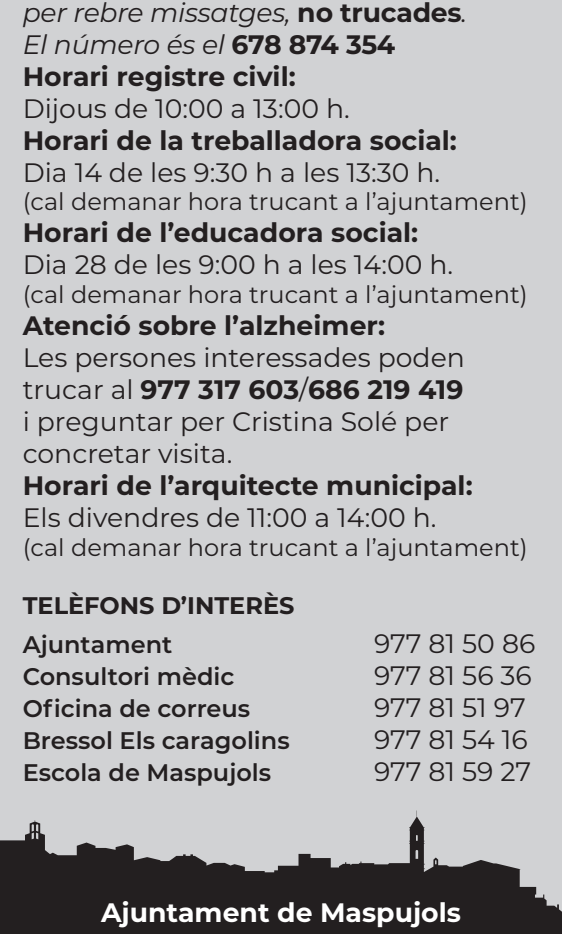 per rebre missatges, no trucades.
El número és el 678 874 354
Horari registre civil:
Dijous de 10:00 a 13:00 h.
Horari de la treballadora social:
Dia 14 de les 9:30 h a les 13:30 h.
(cal demanar hora trucant a l’ajuntament)
Horari de l’educadora social:
Dia 28 de les 9:00 h a les 14:00 h.
(cal demanar hora trucant a l’ajuntament)
Atenció sobre l’alzheimer:
Les persones interessades poden
trucar al 977 317 603/686 219 419
i preguntar per Cristina Solé per
concretar visita.
Horari de l’arquitecte municipal:
Els divendres de 11:00 a 14:00 h.
(cal demanar hora trucant a l’ajuntament)
TELÈFONS D’INTERÈS
Ajuntament 977 81 50 86
Consultori mèdic 977 81 56 36
Oficina de correus 977 81 51 97
Bressol Els caragolins 977 81 54 16
Escola de Maspujols 977 81 59 27
Ajuntament de Maspujols